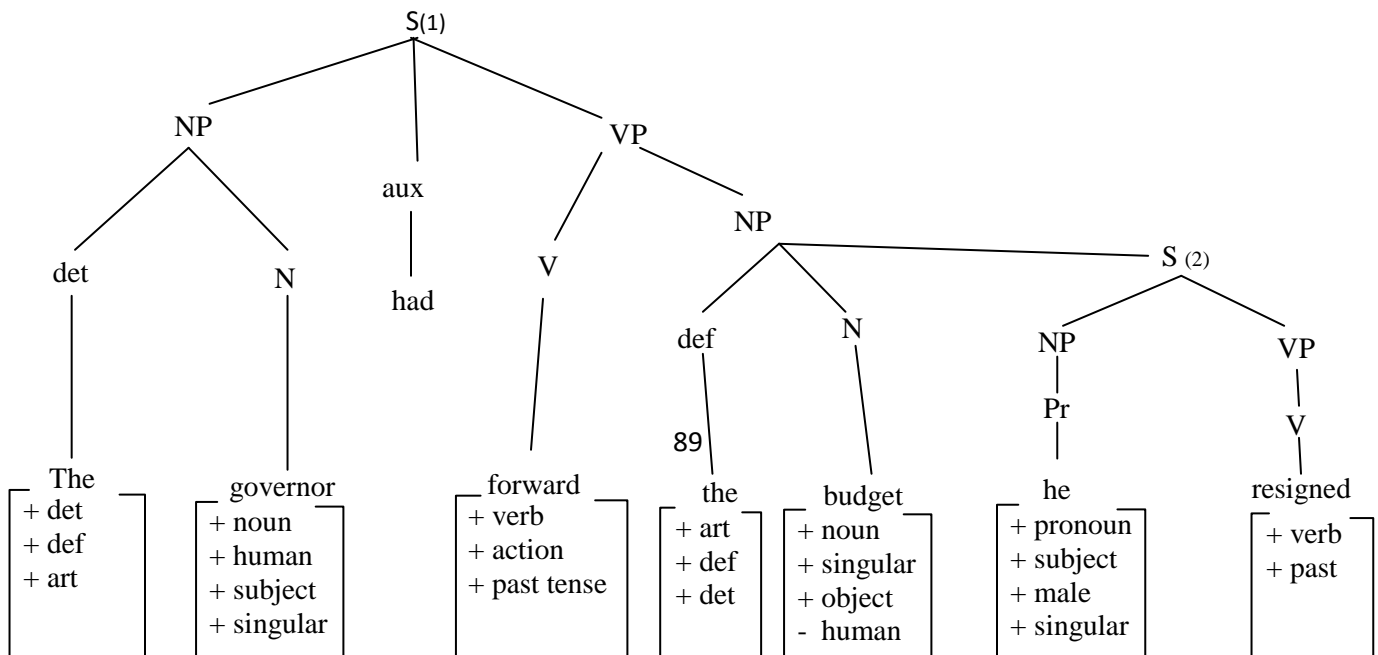 S(1)
NP
VP
aux
NP
det
N
V
S (2)
had
def
N
NP
VP
Pr
V
89
The
governor
forward
the
budget
he
resigned
+ det
+ def
+ art
+ noun
+ human
+ subject
+ singular
+ verb
+ action
+ past tense
+ art
+ def
+ det
+ noun
+ singular
+ object
- human
+ pronoun
+ subject
+ male
+ singular
+ verb
+ past